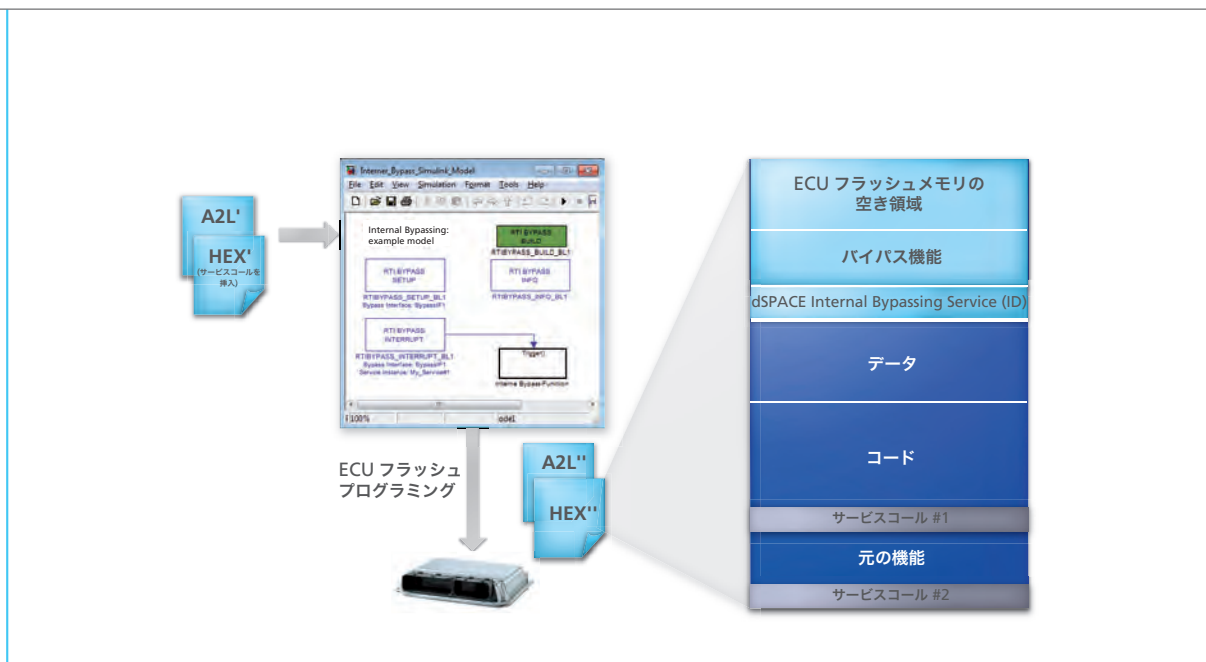 A2L'
HEX'
(サービスコールを
挿入)
Internel_Bypass_Simulink_Model
File Edit View Simulation Format Tools Help
Internal Bypassing:
example model
RTI BYPASS
BUILD
RTIBYPASS_BUILD_BL1
RTI BYPASS
SETUP
RTIBYPASS_SETUP_BL1
Bypass Interface: BypassIF1
RTI BYPASS
INFO
RTIBYPASS_INFO_BL1
RTI BYPASS
INTERRUPT
RTIBYPASS_INTERRUPT_BL1
Bypass Interface: BypassIF1
Service Instance: My_Service#1
Trigger()
Interne Bypass-Funktion
100%
ode1
ECU フラッシュ
プログラミング
A2L''
HEX''
ECU フラッシュメモリの
空き領域
バイパス機能
dSPACE Internal Bypassing Service (ID)
データ
コード
サービスコール #1
元の機能
サービスコール #2